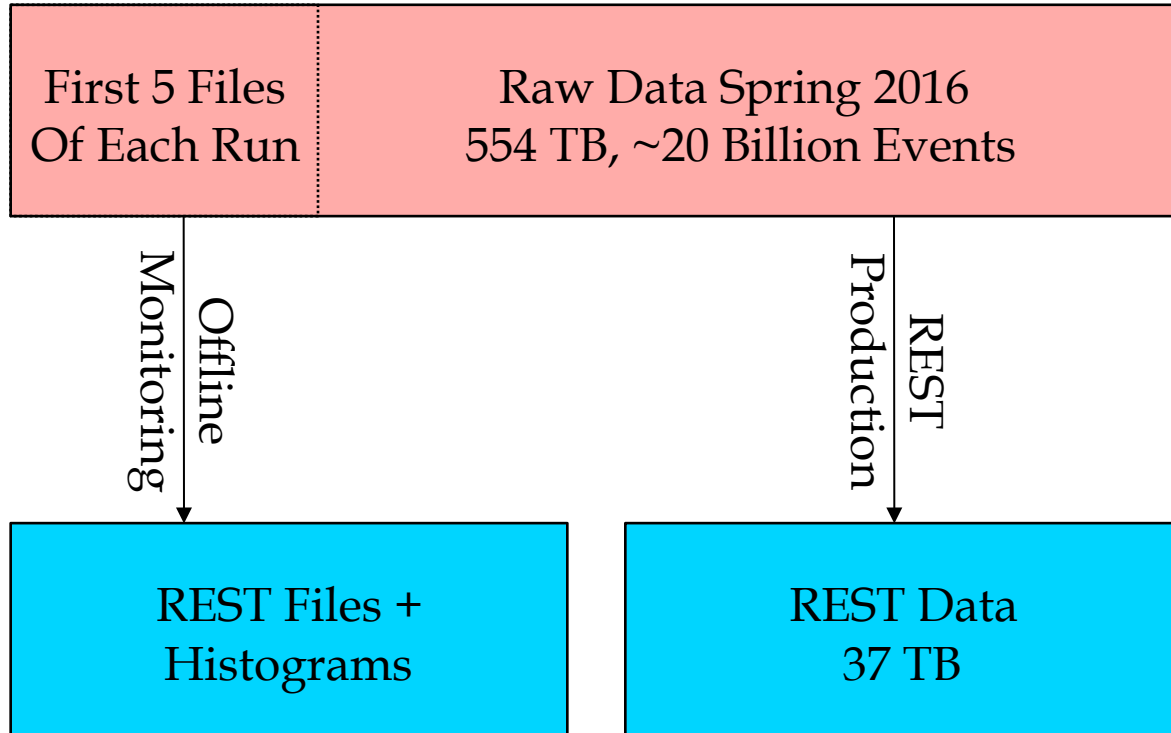 First 5 Files
Of Each Run
Raw Data Spring 2016
554 TB, ~20 Billion Events
Offline
Monitoring
REST
Production
REST Files +
Histograms
REST Data
37 TB